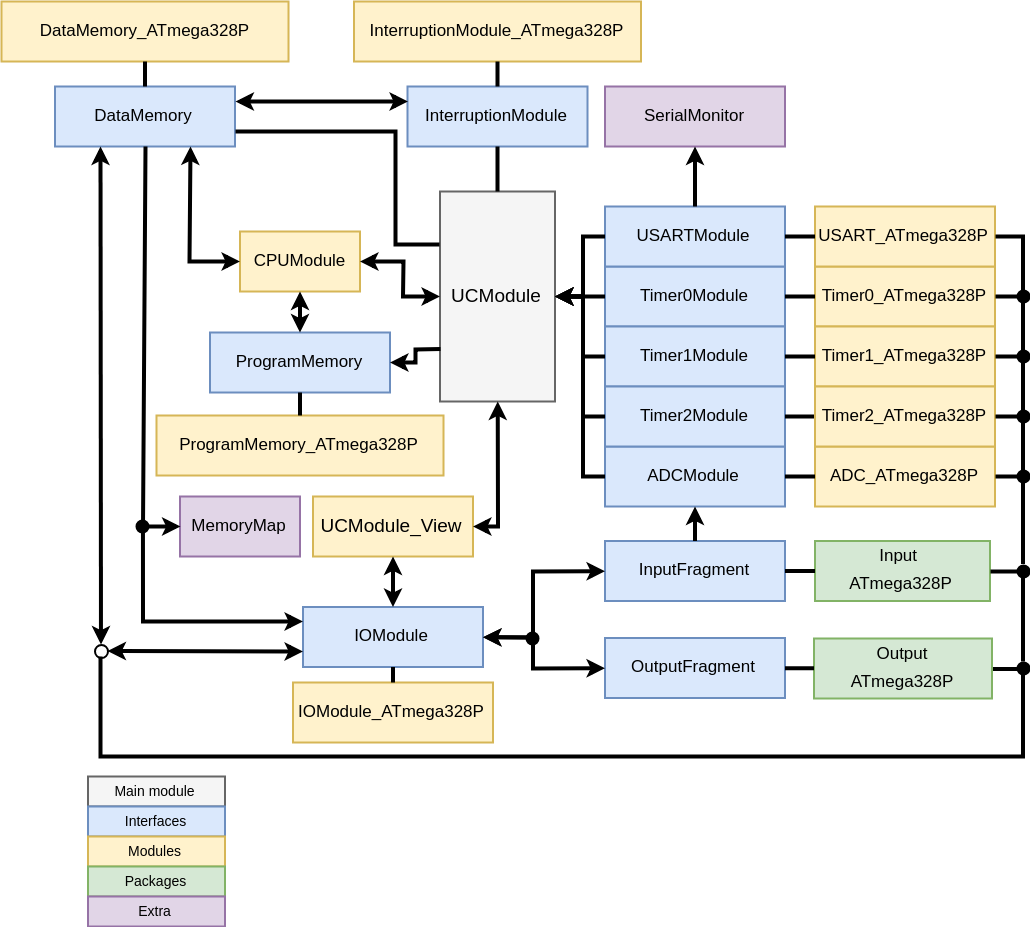 DataMemory_ATmega328P
InterruptionModule_ATmega328P
DataMemory
InterruptionModule
SerialMonitor
USARTModule
USART_ATmega328P
CPUModule
UCModule
Timer0Module
Timer0_ATmega328P
ProgramMemory
Timer1Module
Timer1_ATmega328P
Timer2Module
Timer2_ATmega328P
ProgramMemory_ATmega328P
ADCModule
ADC_ATmega328P
MemoryMap
UCModule_View
InputFragment
Input
ATmega328P
IOModule
OutputFragment
Output
ATmega328P
IOModule_ATmega328P
Main module
Interfaces
Modules
Packages
Extra